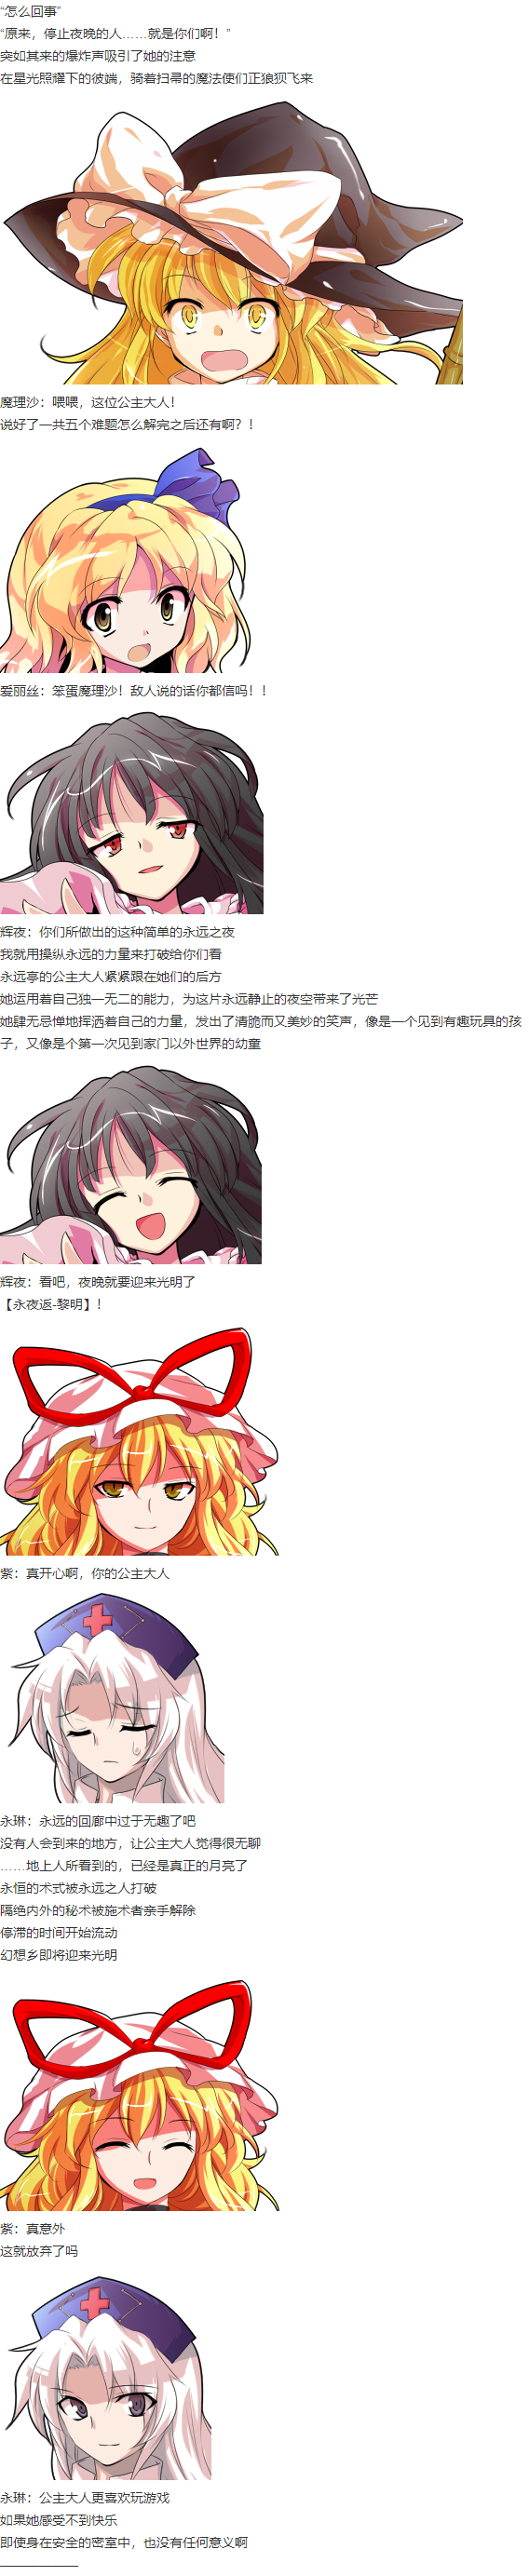 “怎么回事”
“原来，停止夜晚的人……就是你们啊！”
突如其来的爆炸声吸引了她的注意
在星光照耀下的彼端，骑着扫帚的魔法使们正狼狈飞来
魔理沙：喂喂，这位公主大人！
说好了一共五个难题怎么解完之后还有啊？！
爱丽丝：笨蛋魔理沙！敌人说的话你都信吗！！
辉夜：你们所做出的这种简单的永远之夜
我就用操纵永远的力量来打破给你们看
永远亭的公主大人紧紧跟在她们的后方
她运用着自己独一无二的能力，为这片永远静止的夜空带来了光芒
她肆无忌惮地挥洒着自己的力量，发出了清脆而又美妙的笑声，像是一个见到有趣玩具的孩
子，又像是个第一次见到家门以外世界的幼童
辉夜：看吧，夜晚就要迎来光明了
【永夜返-黎明】！
紫：真开心啊，你的公主大人
永琳：永远的回廊中过于无趣了吧
没有人会到来的地方，让公主大人觉得很无聊
……地上人所看到的，已经是真正的月亮了
永恒的术式被永远之人打破
隔绝内外的秘术被施术者亲手解除
停滞的时间开始流动
幻想乡即将迎来光明
紫：真意外
这就放弃了吗
永琳：公主大人更喜欢玩游戏
如果她感受不到快乐
即使身在安全的密室中，也没有任何意义啊
——————